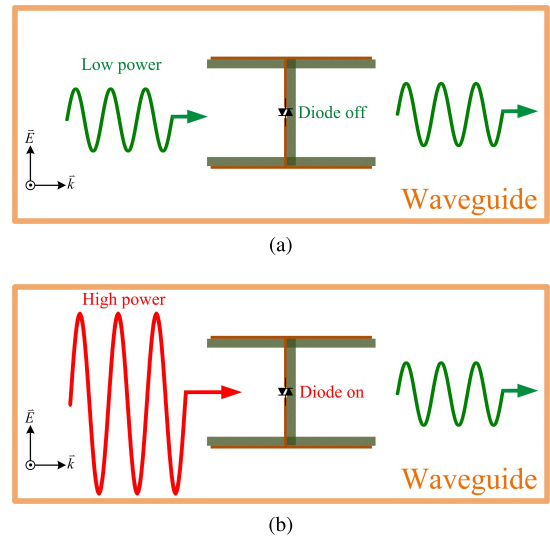 Low power
Diode off
E⃗
k⃗
Waveguide
(a)
High power
Diode on
E⃗
k⃗
Waveguide
(b)